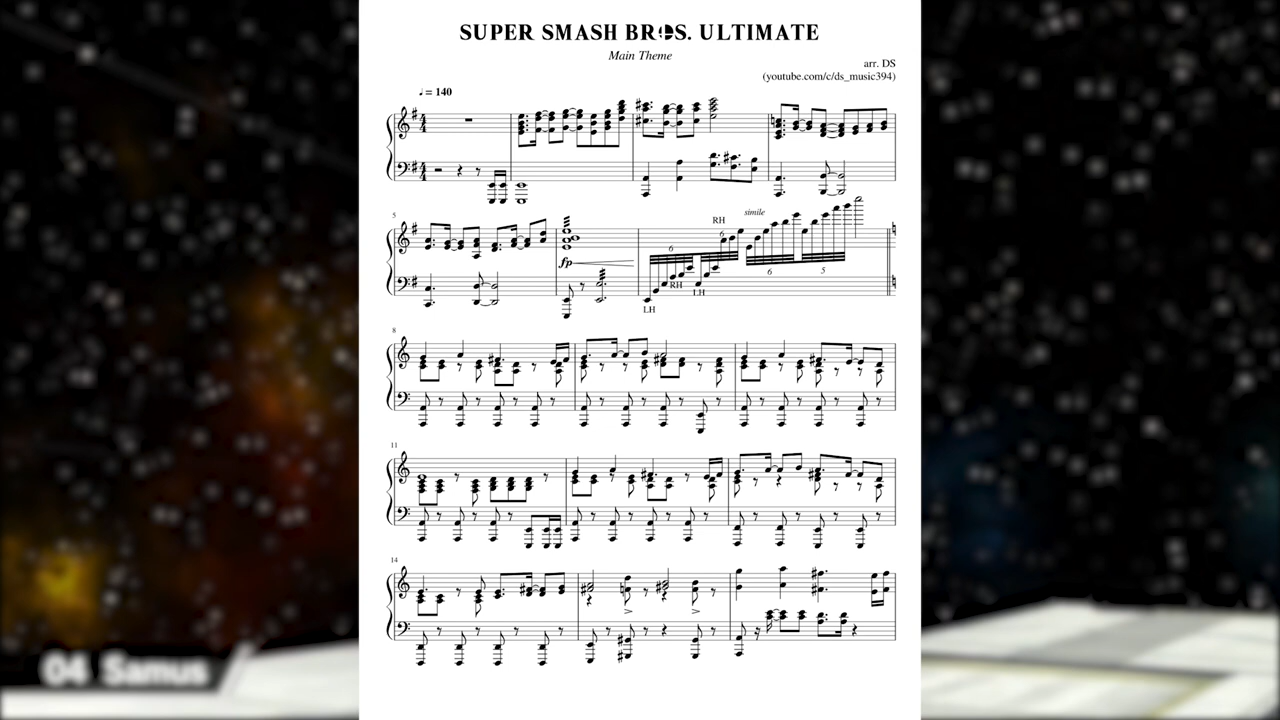 SUPER SMASH BROS. ULTIMATE
Main Theme
arr. DS
(youtube.com/c/ds_music394)
♩ = 140
5
RH
simile
6
6
fp
RH
6
5
LH
LH
8
11
14
04 Samus